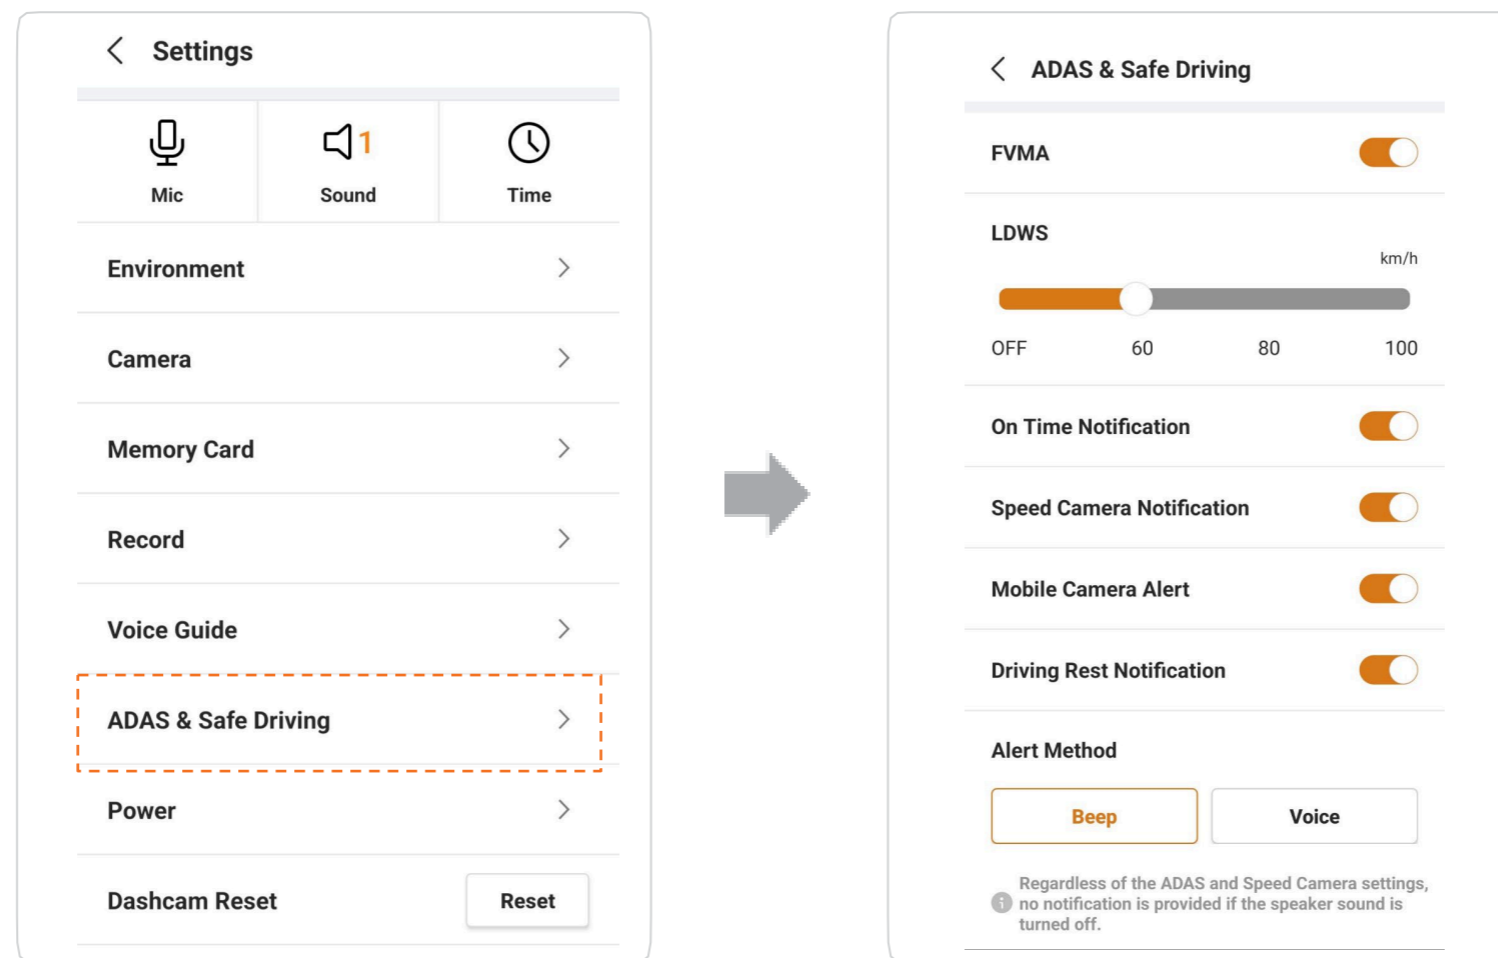 Settings
1
Mic
Sound
Time
Environment
Camera
Memory Card
Record
Voice Guide
ADAS & Safe Driving
Power
Dashcam Reset
Reset
ADAS & Safe Driving
FVMA
LDWS
km/h
OFF 60 80 100
On Time Notification
Speed Camera Notification
Mobile Camera Alert
Driving Rest Notification
Alert Method
Beep
Voice
Regardless of the ADAS and Speed Camera settings,
no notification is provided if the speaker sound is
turned off.